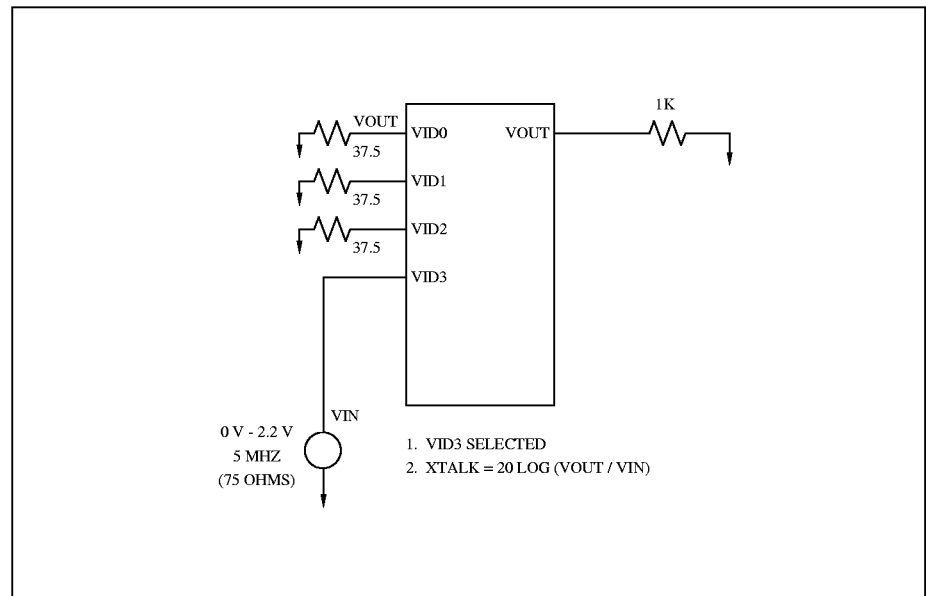 1K
VOUT
VID0
VOUT
37.5
VID1
37.5
VID2
37.5
VID3
VIN
0 V - 2.2 V
5 MHZ
(75 OHMS)
1. VID3 SELECTED
2. XTALK = 20 LOG (VOUT / VIN)